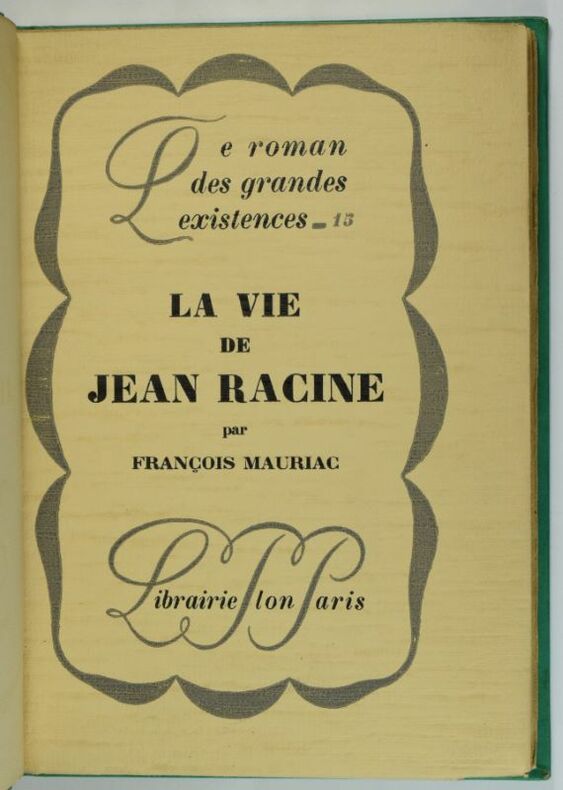 Le roman
des grandes
existences - 15
LA VIE
DE
JEAN RACINE
par
FRANÇOIS MAURIAC
Librairie Plon Paris